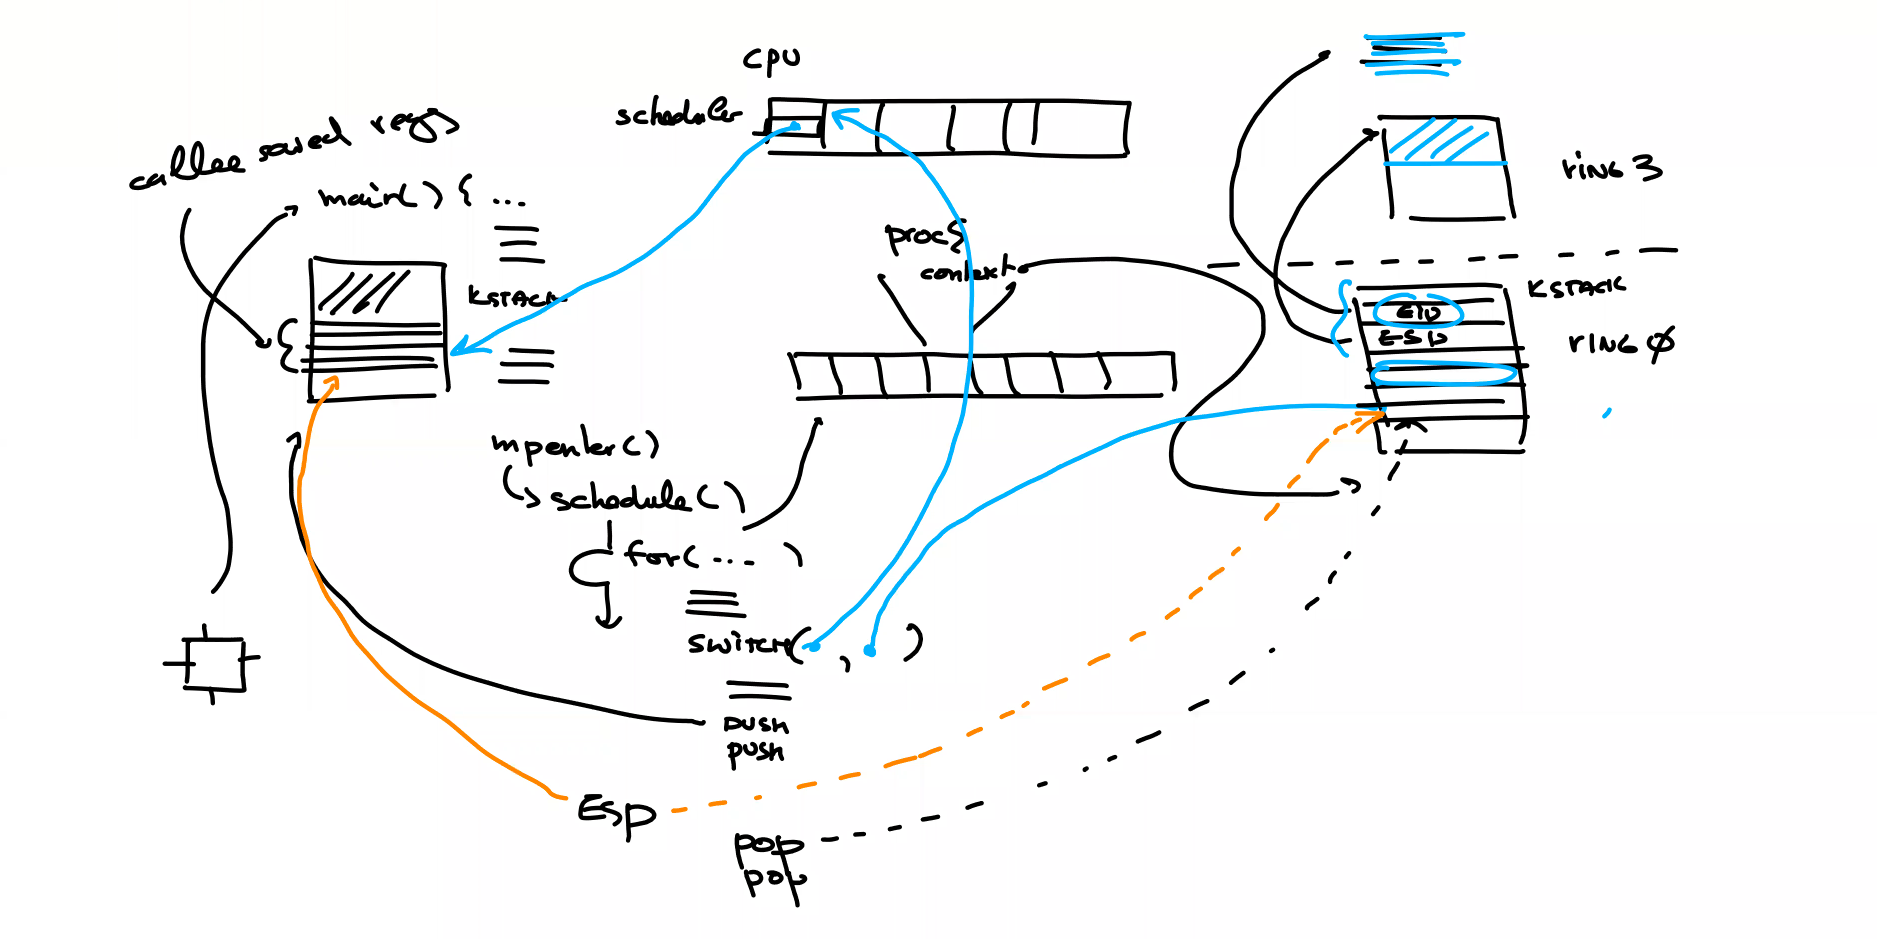 CPU
scheduler
callee saved regs
main() { ...
KSTACK
proc{
context
ring 3
KSTACK
EIP
ESP
RING Ø
mpenter()
schedule()
for( .... )
SWITCH( , )
PUSH
PUSH
Esp
pop
pop